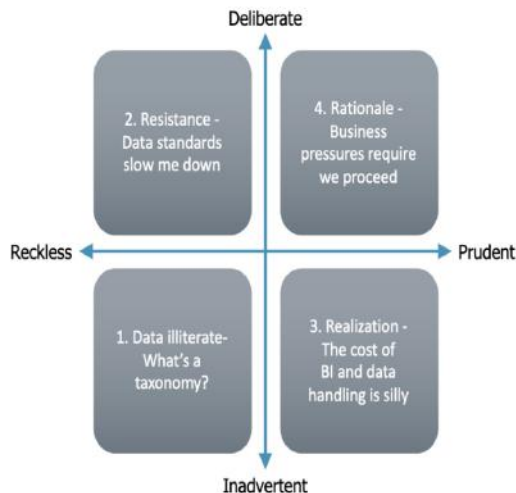 Deliberate
2. Resistance -
Data standards
slow me down
4. Rationale -
Business
pressures require
we proceed
Reckless
Prudent
1. Data illiterate-
What's a
taxonomy?
3. Realization -
The cost of
BI and data
handling is silly
Inadvertent